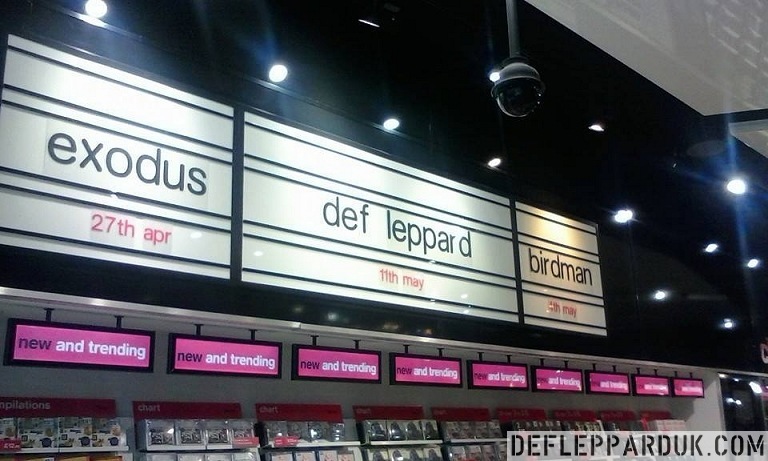 exodus
27th apr
def leppard
11th may
birdman
4th may
new and trending
new and trending
new and trending
new and trending
new and trending
new and trending
new and trending
new and trending
new and trending
mpilations
chart
chart
chart
chart
DEFLEPPARDUK.COM